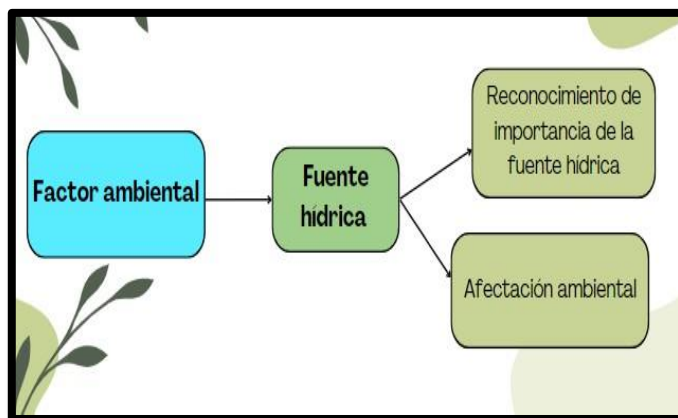 Factor ambiental
Fuente
hídrica
Reconocimiento de
importancia de la
fuente hídrica
Afectación ambiental